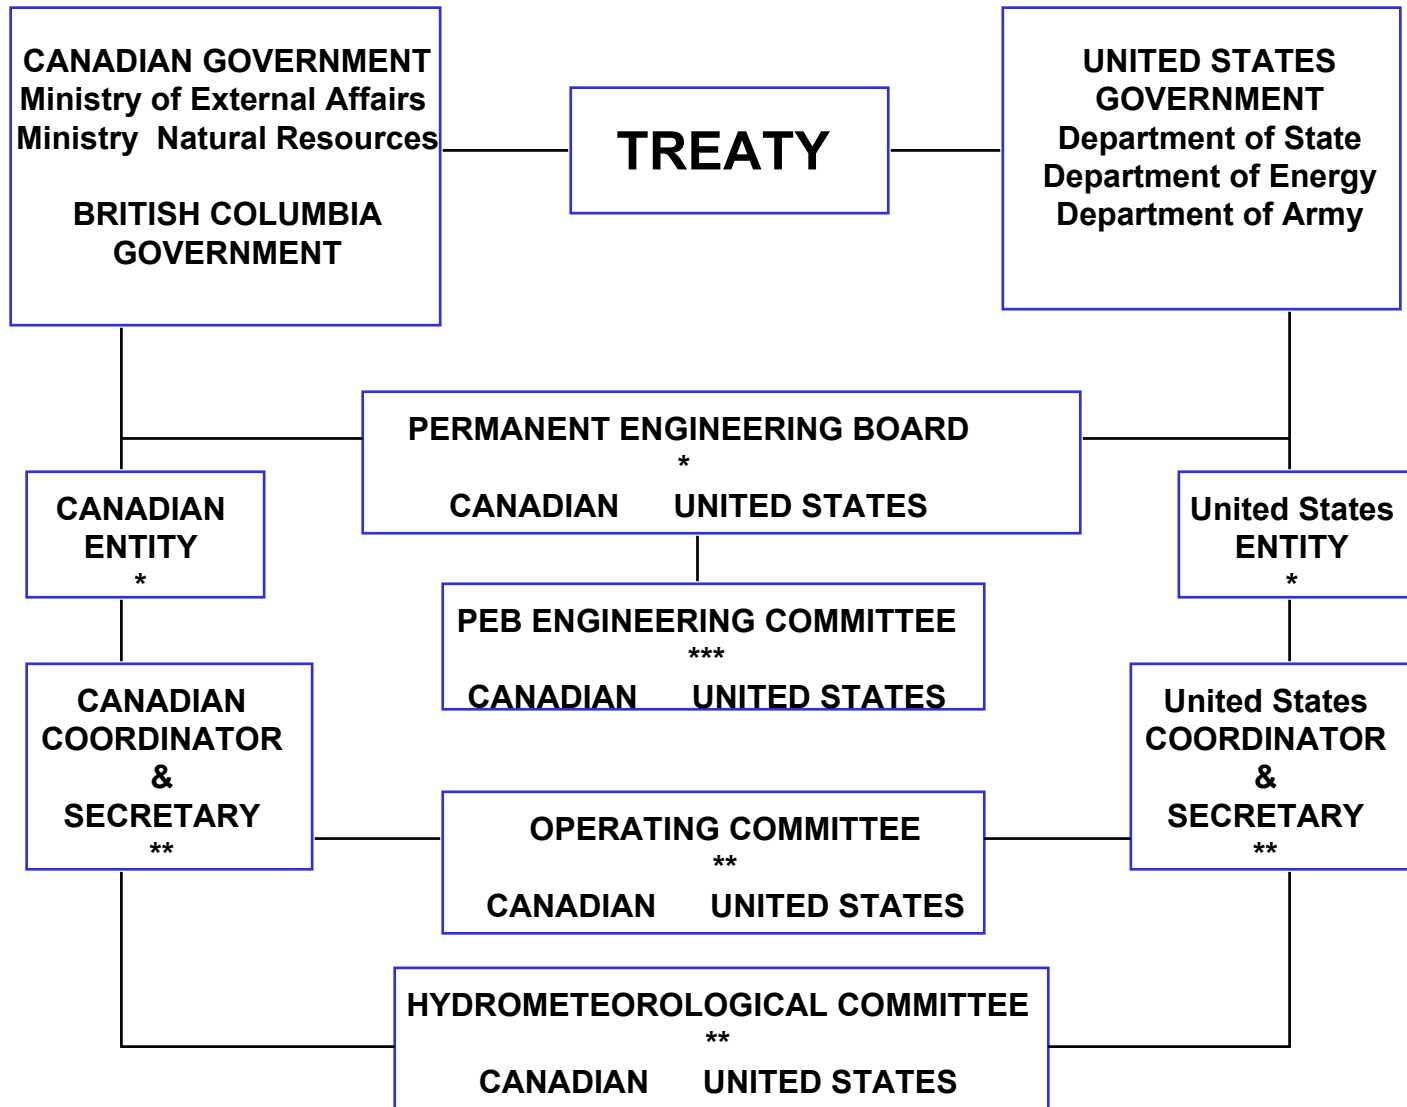 CANADIAN GOVERNMENT
Ministry of External Affairs
Ministry Natural Resources
BRITISH COLUMBIA
GOVERNMENT
TREATY
UNITED STATES
GOVERNMENT
Department of State
Department of Energy
Department of Army
PERMANENT ENGINEERING BOARD
*
CANADIAN UNITED STATES
CANADIAN
ENTITY
*
United States
ENTITY
*
PEB ENGINEERING COMMITTEE
***
CANADIAN UNITED STATES
CANADIAN
COORDINATOR
&
SECRETARY
**
United States
COORDINATOR
&
SECRETARY
**
OPERATING COMMITTEE
**
CANADIAN UNITED STATES
HYDROMETEOROLOGICAL COMMITTEE
**
CANADIAN UNITED STATES